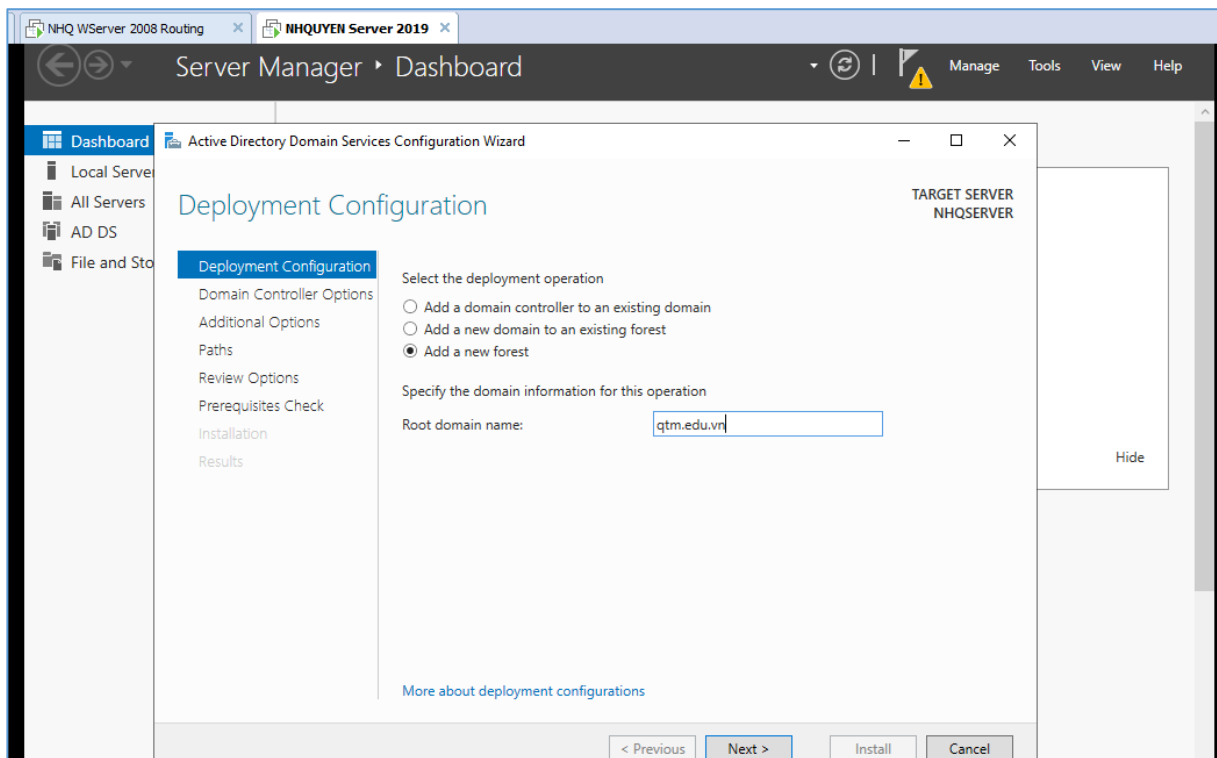 NHQ WServer 2008 Routing
NHQUYEN Server 2019
Server Manager Dashboard
Manage Tools View Help
Dashboard
Local Server
All Servers
AD DS
File and Sto
Active Directory Domain Services Configuration Wizard
Deployment Configuration
TARGET SERVER
NHQSERVER
Deployment Configuration
Domain Controller Options
Additional Options
Paths
Review Options
Prerequisites Check
Installation
Results
Select the deployment operation
Add a domain controller to an existing domain
Add a new domain to an existing forest
Add a new forest
Specify the domain information for this operation
Root domain name: qtm.edu.vn
More about deployment configurations
Hide
< Previous Next > Install Cancel